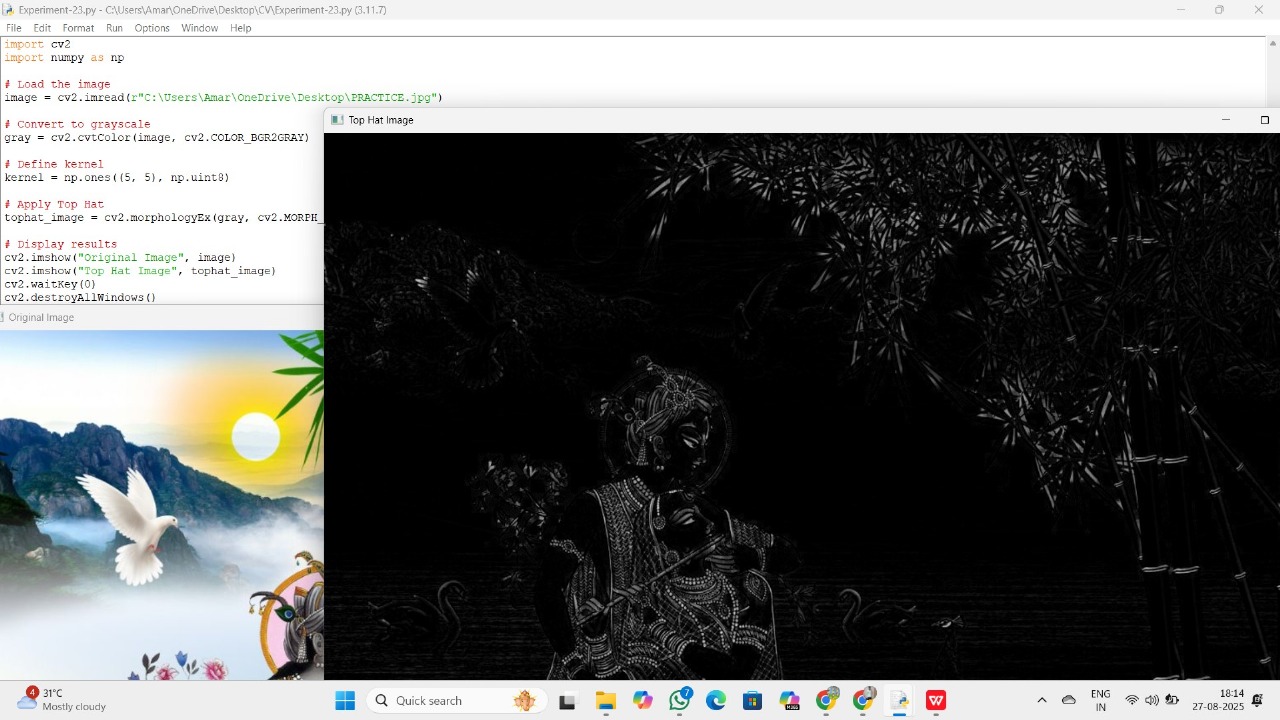 Experiment-23.py - C:\Users\Amar\OneDrive\Desktop\CV\Experiment-23.py (3.11.7)
File Edit Format Run Options Window Help
import cv2
import numpy as np
# Load the image
image = cv2.imread(r"C:\Users\Amar\OneDrive\Desktop\PRACTICE.jpg")
# Convert to grayscale
gray = cv2.cvtColor(image, cv2.COLOR_BGR2GRAY)
# Define kernel
kernel = np.ones((5, 5), np.uint8)
# Apply Top Hat
tophat_image = cv2.morphologyEx(gray, cv2.MORPH_
# Display results
cv2.imshow("Original Image", image)
cv2.imshow("Top Hat Image", tophat_image)
cv2.waitKey(0)
cv2.destroyAllWindows()
Top Hat Image
Original Image
4
31°C
Mostly cloudy
Quick search
M365
7
ENG
IN
18:14
27-08-2025